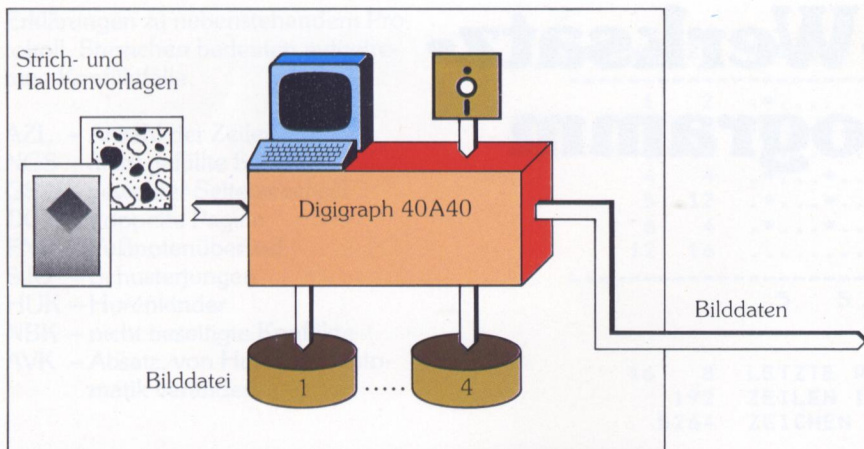 Strich- und
Halbtonvorlagen
Digigraph 40A40
Bilddaten
Bilddatei
1 ..... 4